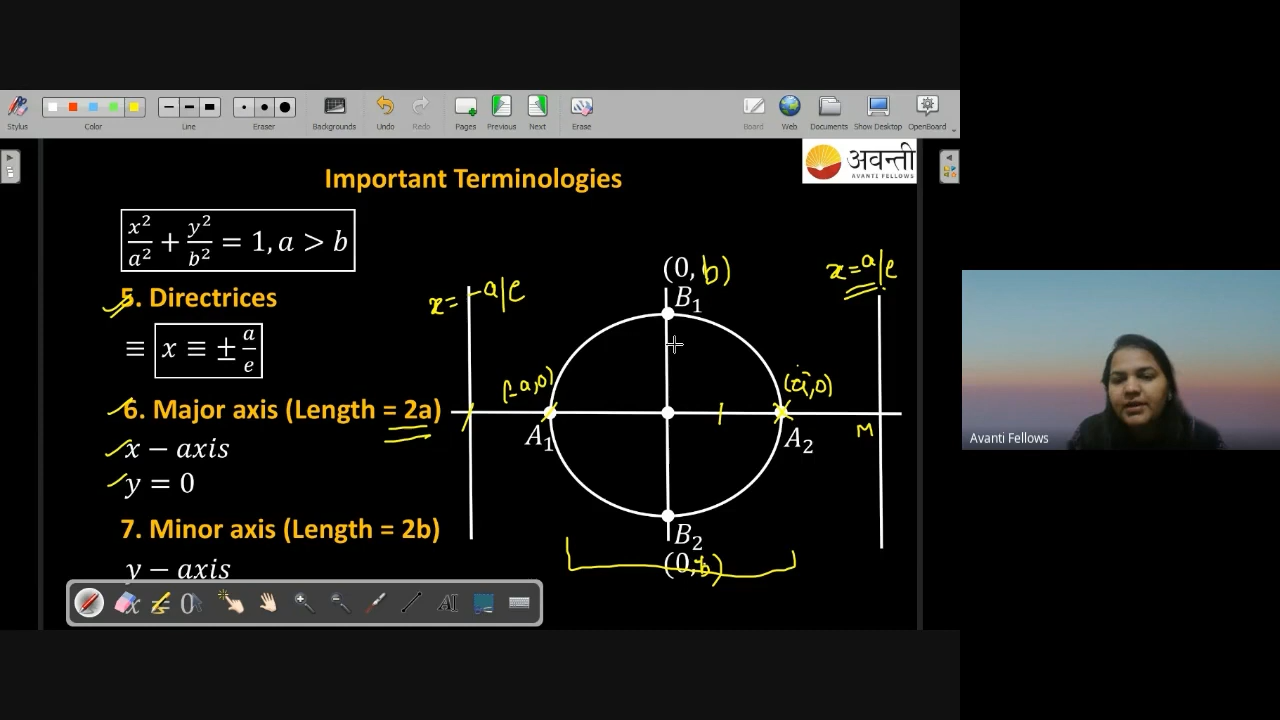 Stylus
Color
Line
Eraser
Backgrounds
Undo
Redo
Pages
Previous
Next
Erase
Board
Web
Documents
Show Desktop
OpenBoard
अवन्ती
AVANTI FELLOWS
Important Terminologies
x²/a² + y²/b² = 1, a > b
5. Directrices
≡ x ≡ ± a/e
6. Major axis (Length = 2a)
x − axis
y = 0
7. Minor axis (Length = 2b)
y − axis
x = -a/e
(0, b)
B₁
x = a/e
(-a,0)
(a,0)
A₁
A₂
M
B₂
(0,b)
Avanti Fellows